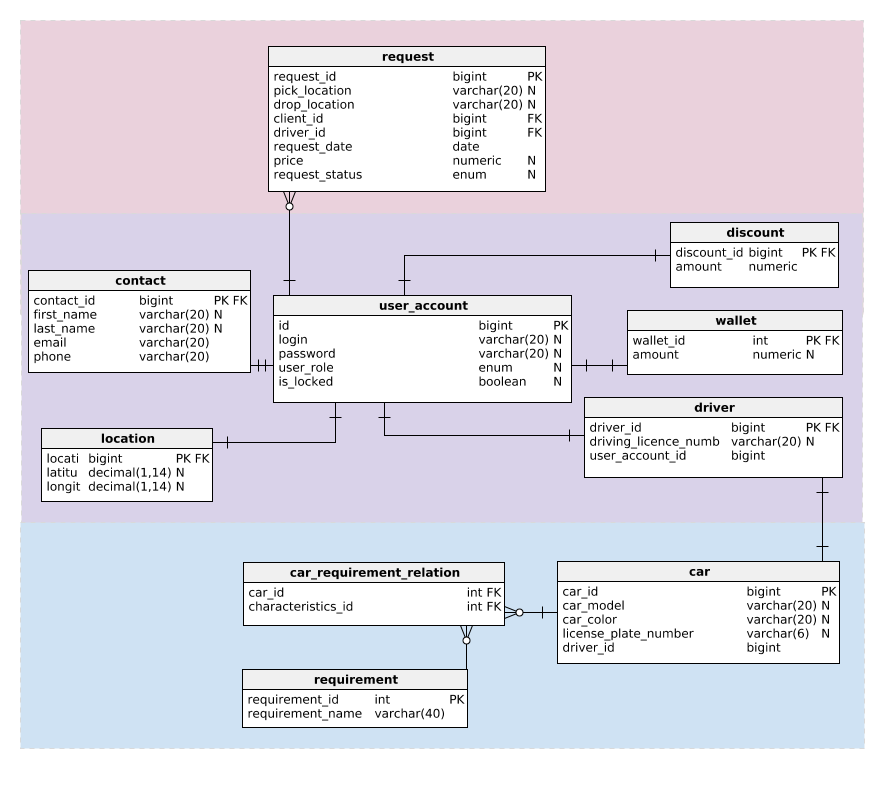 request
request_id bigint PK
pick_location varchar(20) N
drop_location varchar(20) N
client_id bigint FK
driver_id bigint FK
request_date date
price numeric N
request_status enum N
discount
discount_id bigint PK FK
amount numeric
contact
contact_id bigint PK FK
first_name varchar(20) N
last_name varchar(20) N
email varchar(20)
phone varchar(20)
user_account
id bigint PK
login varchar(20) N
password varchar(20) N
user_role enum N
is_locked boolean N
wallet
wallet_id int PK FK
amount numeric N
driver
driver_id bigint PK FK
driving_licence_numb varchar(20) N
user_account_id bigint
location
locati bigint PK FK
latitu decimal(1,14) N
longit decimal(1,14) N
car_requirement_relation
car_id int FK
characteristics_id int FK
car
car_id bigint PK
car_model varchar(20) N
car_color varchar(20) N
license_plate_number varchar(6) N
driver_id bigint
requirement
requirement_id int PK
requirement_name varchar(40)